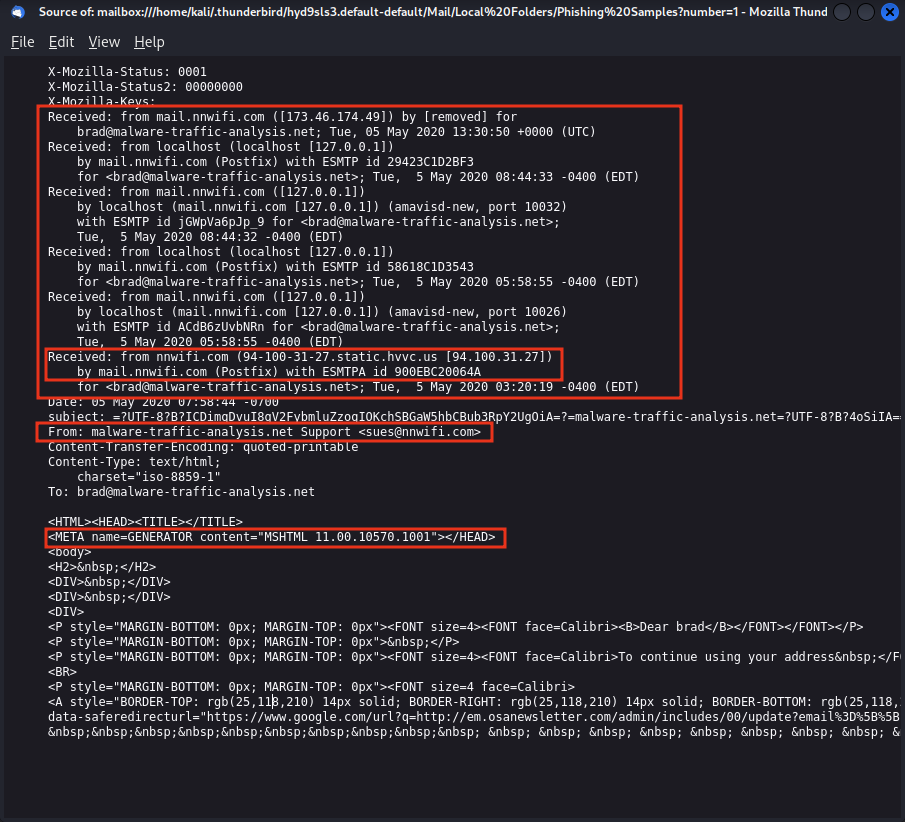 Source of: mailbox:///home/kali/.thunderbird/hyd9sls3.default-default/Mail/Local%20Folders/Phishing%20Samples?number=1 - Mozilla Thund
File Edit View Help
X-Mozilla-Status: 0001
X-Mozilla-Status2: 00000000
X-Mozilla-Keys:
Received: from mail.nnwifi.com ([173.46.174.49]) by [removed] for
brad@malware-traffic-analysis.net; Tue, 05 May 2020 13:30:50 +0000 (UTC)
Received: from localhost (localhost [127.0.0.1])
by mail.nnwifi.com (Postfix) with ESMTP id 29423C1D2BF3
for <brad@malware-traffic-analysis.net>; Tue,  5 May 2020 08:44:33 -0400 (EDT)
Received: from mail.nnwifi.com ([127.0.0.1])
by localhost (mail.nnwifi.com [127.0.0.1]) (amavisd-new, port 10032)
with ESMTP id jGWpVa6pJp_9 for <brad@malware-traffic-analysis.net>;
Tue,  5 May 2020 08:44:32 -0400 (EDT)
Received: from localhost (localhost [127.0.0.1])
by mail.nnwifi.com (Postfix) with ESMTP id 58618C1D3543
for <brad@malware-traffic-analysis.net>; Tue,  5 May 2020 05:58:55 -0400 (EDT)
Received: from mail.nnwifi.com ([127.0.0.1])
by localhost (mail.nnwifi.com [127.0.0.1]) (amavisd-new, port 10026)
with ESMTP id ACdB6zUvbNRn for <brad@malware-traffic-analysis.net>;
Tue,  5 May 2020 05:58:55 -0400 (EDT)
Received: from nnwifi.com (94-100-31-27.static.hvvc.us [94.100.31.27])
by mail.nnwifi.com (Postfix) with ESMTPA id 900EBC20064A
for <brad@malware-traffic-analysis.net>; Tue,  5 May 2020 03:20:19 -0400 (EDT)
Date: 05 May 2020 07:58:44 -0700
subject: =?UTF-8?B?ICDimqDvuI8gV2FybmluZzogIOKchSBGaW5hbCBub3RpY2UgOiA=?=malware-traffic-analysis.net=?UTF-8?B?4oSiIA=
From: malware-traffic-analysis.net Support <sues@nnwifi.com>
Content-Transfer-Encoding: quoted-printable
Content-Type: text/html;
charset="iso-8859-1"
To: brad@malware-traffic-analysis.net
<HTML><HEAD><TITLE></TITLE>
<META name=GENERATOR content="MSHTML 11.00.10570.1001"></HEAD>
<body>
<H2>&nbsp;</H2>
<DIV>&nbsp;</DIV>
<DIV>&nbsp;</DIV>
<DIV>
<P style="MARGIN-BOTTOM: 0px; MARGIN-TOP: 0px"><FONT size=4><FONT face=Calibri><B>Dear brad</B></FONT></FONT></P>
<P style="MARGIN-BOTTOM: 0px; MARGIN-TOP: 0px">&nbsp;</P>
<P style="MARGIN-BOTTOM: 0px; MARGIN-TOP: 0px"><FONT size=4><FONT face=Calibri>To continue using your address&nbsp;</F
<BR>
<P style="MARGIN-BOTTOM: 0px; MARGIN-TOP: 0px"><FONT size=4 face=Calibri>
<A style="BORDER-TOP: rgb(25,118,210) 14px solid; BORDER-RIGHT: rgb(25,118,210) 14px solid; BORDER-BOTTOM: rgb(25,118,
data-saferedirecturl="https://www.google.com/url?q=http://em.osanewsletter.com/admin/includes/00/update?email%3D%5B%5B
&nbsp;&nbsp;&nbsp;&nbsp;&nbsp;&nbsp;&nbsp;&nbsp;&nbsp;&nbsp; &nbsp; &nbsp; &nbsp; &nbsp; &nbsp; &nbsp; &nbsp; &nbsp; &